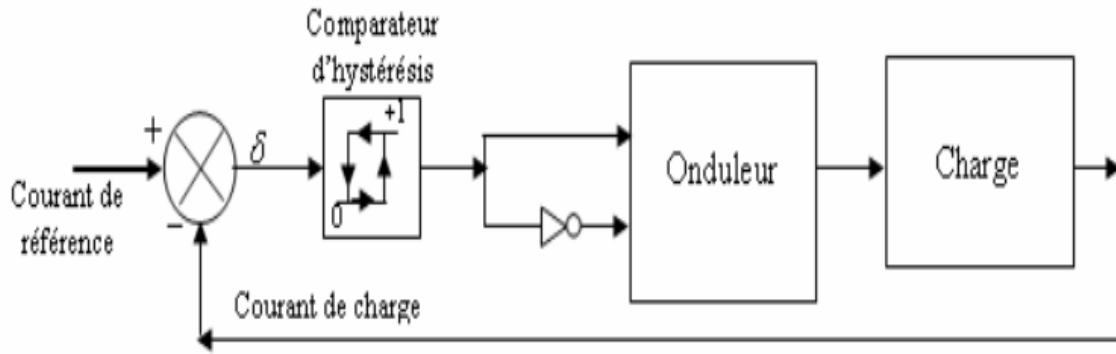 Comparateur
d'hystérésis
+1
+
δ
0
Onduleur
Charge
Courant de
référence
−
Courant de charge